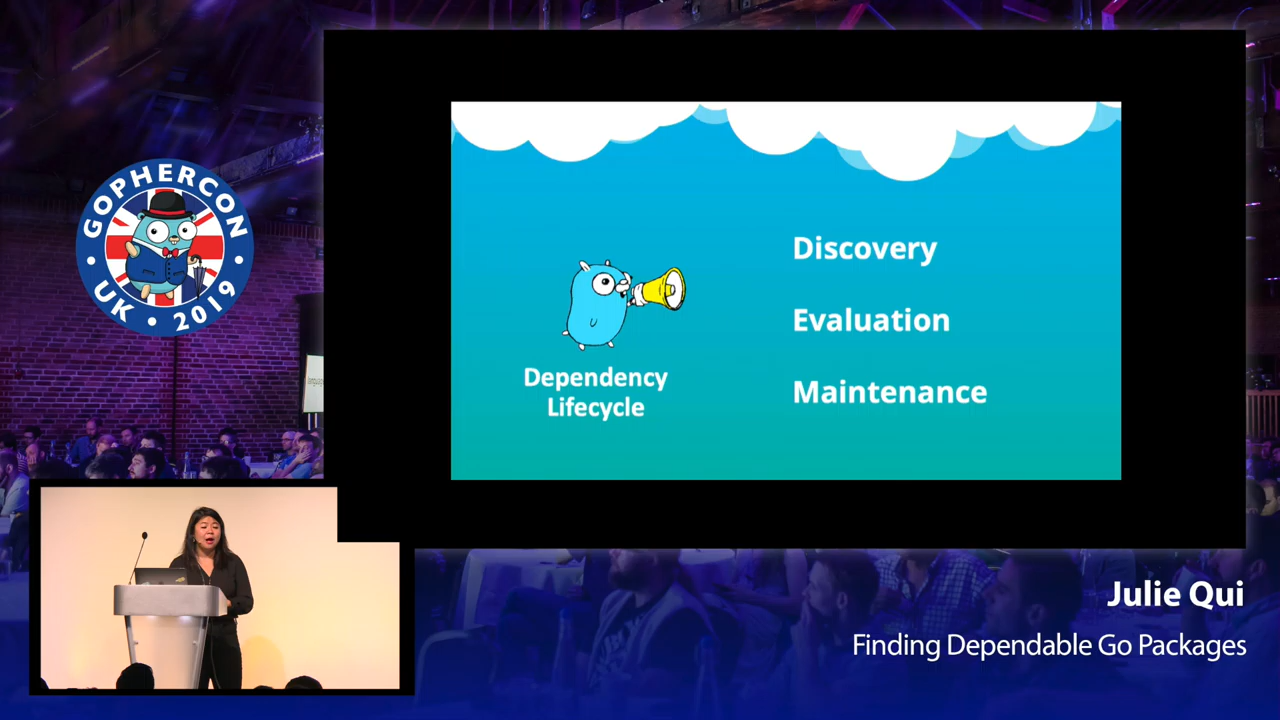 GOPHERCON
UK • 2019
Discovery
Evaluation
Maintenance
Dependency
Lifecycle
Julie Qui
Finding Dependable Go Packages